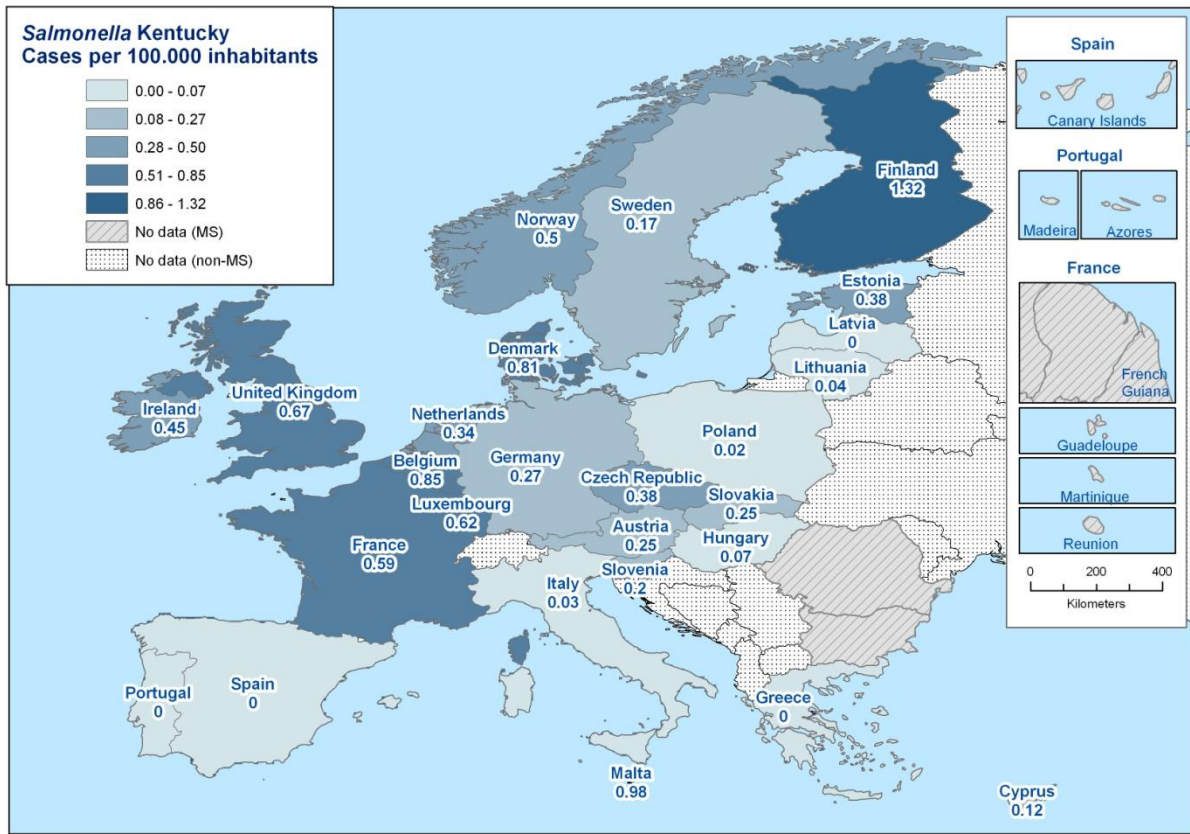 Salmonella Kentucky
Cases per 100.000 inhabitants
0.00 - 0.07
0.08 - 0.27
0.28 - 0.50
0.51 - 0.85
0.86 - 1.32
No data (MS)
No data (non-MS)
Finland
1.32
Sweden
0.17
Norway
0.5
Estonia
0.38
Latvia
0
Denmark
0.81
Lithuania
0.04
United Kingdom
0.67
Ireland
0.45
Netherlands
0.34
Poland
0.02
Belgium
0.85
Germany
0.27
Czech Republic
0.38
Slovakia
0.25
Luxembourg
0.62
Austria
0.25
Hungary
0.07
France
0.59
Slovenia
0.2
Italy
0.03
Portugal
0
Spain
0
Greece
0
Malta
0.98
Cyprus
0.12
Spain
Canary Islands
Portugal
Madeira
Azores
France
French
Guiana
Guadeloupe
Martinique
Reunion
0 200 400
Kilometers